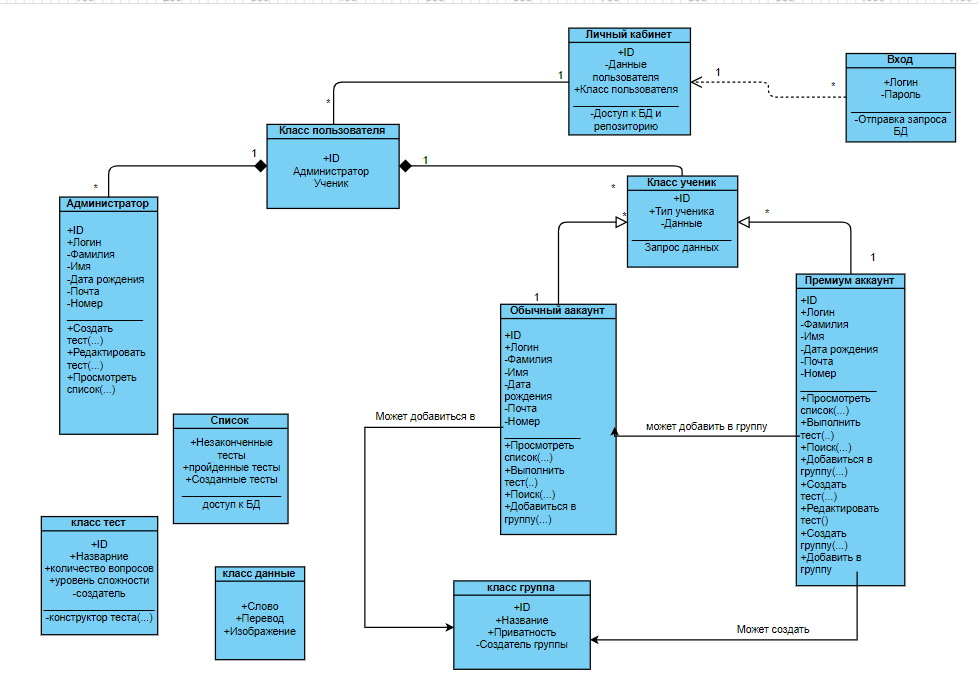 Личный кабинет
+ID
-Данные
пользователя
+Класс пользователя
-Доступ к БД и
репозиторию
Вход
+Логин
-Пароль
-Отправка запроса
БД
1
*
1
*
Класс пользователя
+ID
Администратор
Ученик
1
*
1
*
Администратор
+ID
+Логин
-Фамилия
-Имя
-Дата рождения
-Почта
-Номер
+Создать
тест(...)
+Редактировать
тест(...)
+Просмотреть
список(...)
Класс ученик
+ID
+Тип ученика
-Данные
Запрос данных
*
1
*
1
Обычный аакаунт
+ID
+Логин
-Фамилия
-Имя
-Дата
рождения
-Почта
-Номер
+Просмотреть
список(...)
+Выполнить
тест(..)
+Поиск(...)
+Добавиться в
группу(...)
Премиум аккаунт
+ID
+Логин
-Фамилия
-Имя
-Дата рождения
-Почта
-Номер
+Просмотреть
список(...)
+Выполнить
тест(..)
+Поиск(...)
+Добавиться в
группу(...)
+Создать
тест(...)
+Редактировать
тест()
+Создать
группу(...)
+Добавить в
группу
Может добавиться в
может добавить в группу
Список
+Незаконченные
тесты
+пройденные тесты
+Созданные тесты
доступ к БД
класс тест
+ID
+Назварние
+количество вопросов
+уровень сложности
-создатель
-конструктор теста(...)
класс данные
+Слово
+Перевод
+Изображение
класс группа
+ID
+Название
+Приватность
-Создатель группы
Может создать